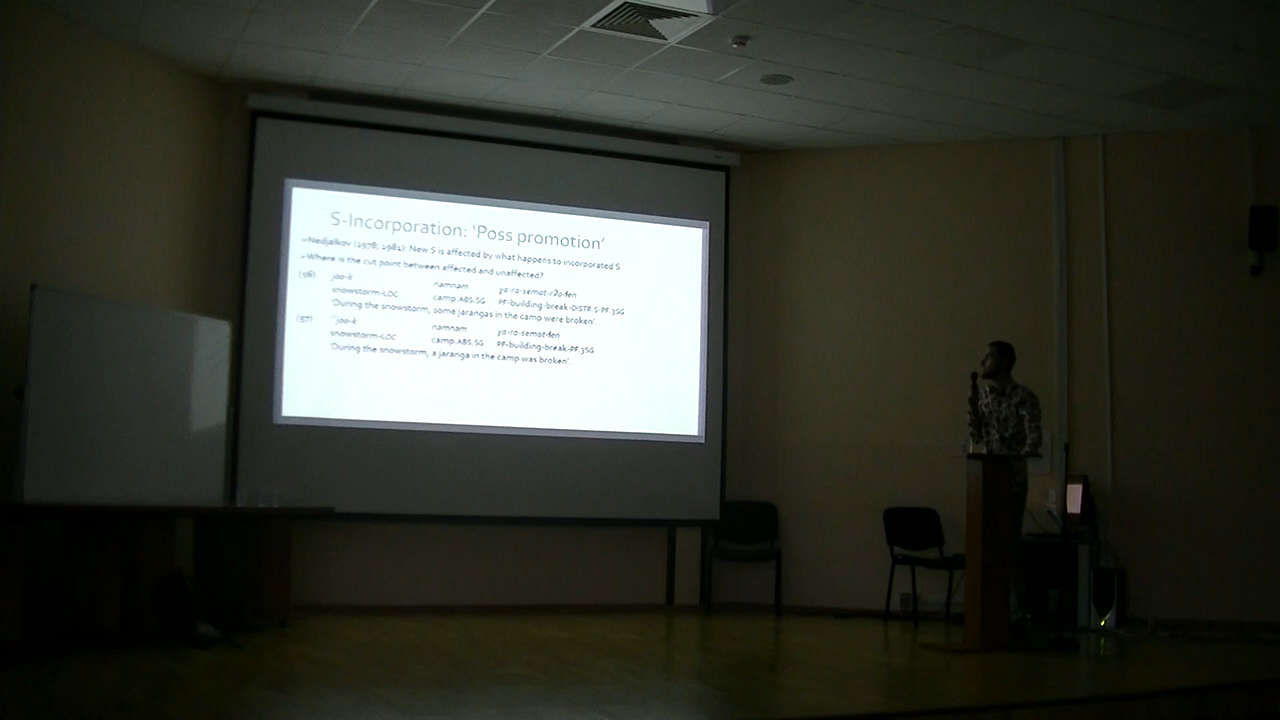 S-Incorporation: 'Poss promotion'
Nedjalkov (1978; 1981): New S is affected by what happens to incorporated S
Where is the cut point between affected and unaffected?
(56) jao-k namnam
snowstorm-LOC camp.ABS.SG PF-building-break-DISTR.S-PF.3SG
'During the snowstorm, some jarangas in the camp were broken'.
(57) jao-k namnam
snowstorm-LOC camp.ABS.SG PF-building-break-PF.3SG
'During the snowstorm, a jaranga in the camp was broken'.